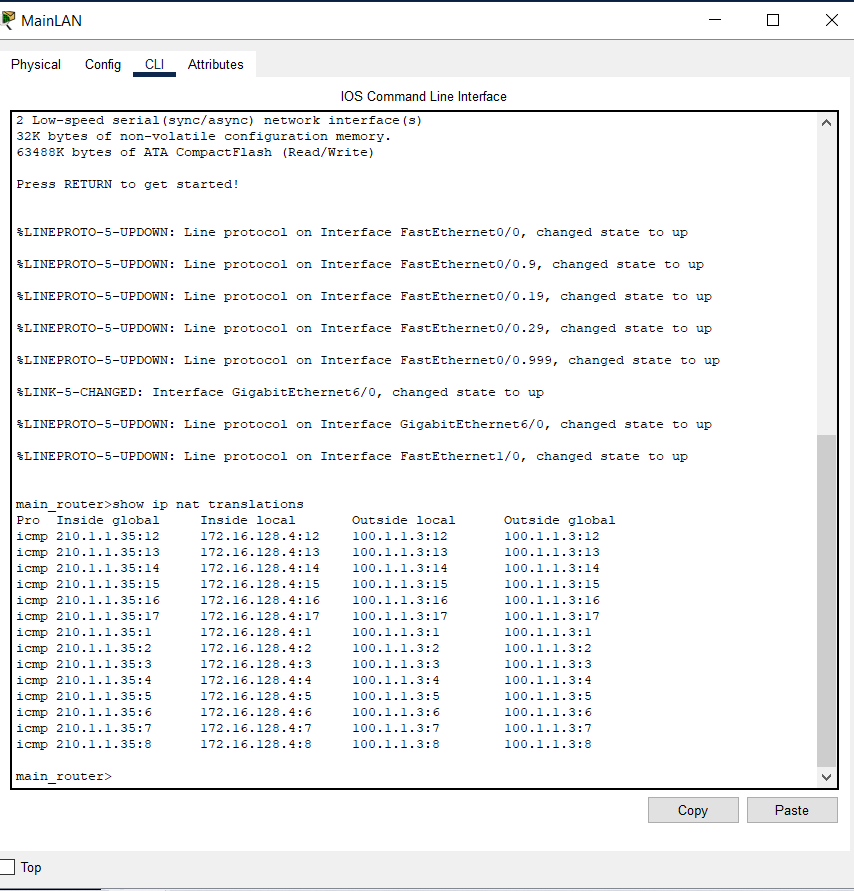 MainLAN
Physical Config CLI Attributes
IOS Command Line Interface
2 Low-speed serial(sync/async) network interface(s)
32K bytes of non-volatile configuration memory.
63488K bytes of ATA CompactFlash (Read/Write)
Press RETURN to get started!
%LINEPROTO-5-UPDOWN: Line protocol on Interface FastEthernet0/0, changed state to up
%LINEPROTO-5-UPDOWN: Line protocol on Interface FastEthernet0/0.9, changed state to up
%LINEPROTO-5-UPDOWN: Line protocol on Interface FastEthernet0/0.19, changed state to up
%LINEPROTO-5-UPDOWN: Line protocol on Interface FastEthernet0/0.29, changed state to up
%LINEPROTO-5-UPDOWN: Line protocol on Interface FastEthernet0/0.999, changed state to up
%LINK-5-CHANGED: Interface GigabitEthernet6/0, changed state to up
%LINEPROTO-5-UPDOWN: Line protocol on Interface GigabitEthernet6/0, changed state to up
%LINEPROTO-5-UPDOWN: Line protocol on Interface FastEthernet1/0, changed state to up
main_router>show ip nat translations
Pro  Inside global     Inside local       Outside local      Outside global
icmp 210.1.1.35:12     172.16.128.4:12    100.1.1.3:12       100.1.1.3:12
icmp 210.1.1.35:13     172.16.128.4:13    100.1.1.3:13       100.1.1.3:13
icmp 210.1.1.35:14     172.16.128.4:14    100.1.1.3:14       100.1.1.3:14
icmp 210.1.1.35:15     172.16.128.4:15    100.1.1.3:15       100.1.1.3:15
icmp 210.1.1.35:16     172.16.128.4:16    100.1.1.3:16       100.1.1.3:16
icmp 210.1.1.35:17     172.16.128.4:17    100.1.1.3:17       100.1.1.3:17
icmp 210.1.1.35:1      172.16.128.4:1     100.1.1.3:1        100.1.1.3:1
icmp 210.1.1.35:2      172.16.128.4:2     100.1.1.3:2        100.1.1.3:2
icmp 210.1.1.35:3      172.16.128.4:3     100.1.1.3:3        100.1.1.3:3
icmp 210.1.1.35:4      172.16.128.4:4     100.1.1.3:4        100.1.1.3:4
icmp 210.1.1.35:5      172.16.128.4:5     100.1.1.3:5        100.1.1.3:5
icmp 210.1.1.35:6      172.16.128.4:6     100.1.1.3:6        100.1.1.3:6
icmp 210.1.1.35:7      172.16.128.4:7     100.1.1.3:7        100.1.1.3:7
icmp 210.1.1.35:8      172.16.128.4:8     100.1.1.3:8        100.1.1.3:8
main_router>
Copy Paste
Top